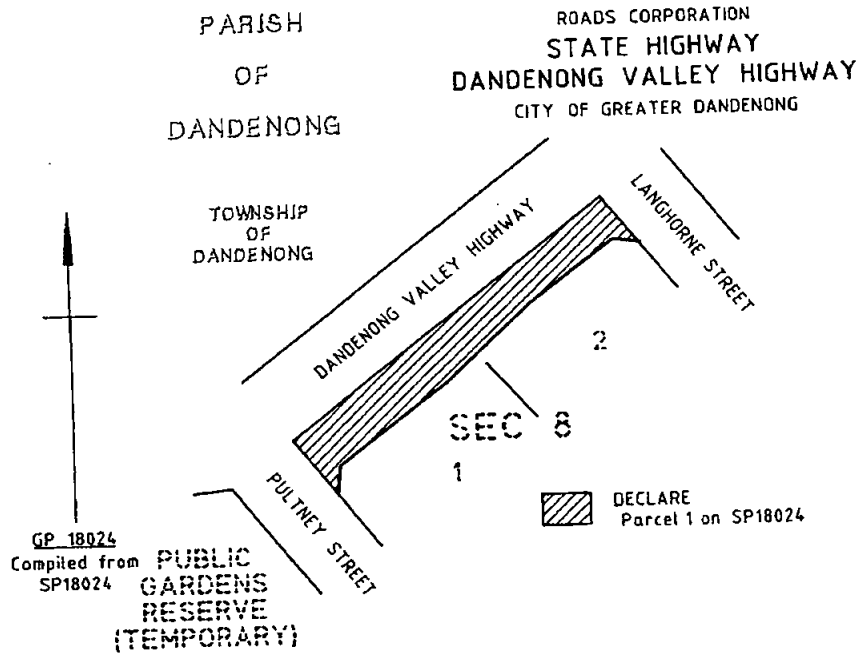 PARISH
OF
DANDENONG
TOWNSHIP
OF
DANDENONG
ROADS CORPORATION
STATE HIGHWAY
DANDENONG VALLEY HIGHWAY
CITY OF GREATER DANDENONG
LANGHORNE STREET
DANDENONG VALLEY HIGHWAY
2
SEC 8
1
PULTNEY STREET
DECLARE
Parcel 1 on SP18024
GP 18024
Compiled from
SP18024
PUBLIC
GARDENS
RESERVE
(TEMPORARY)